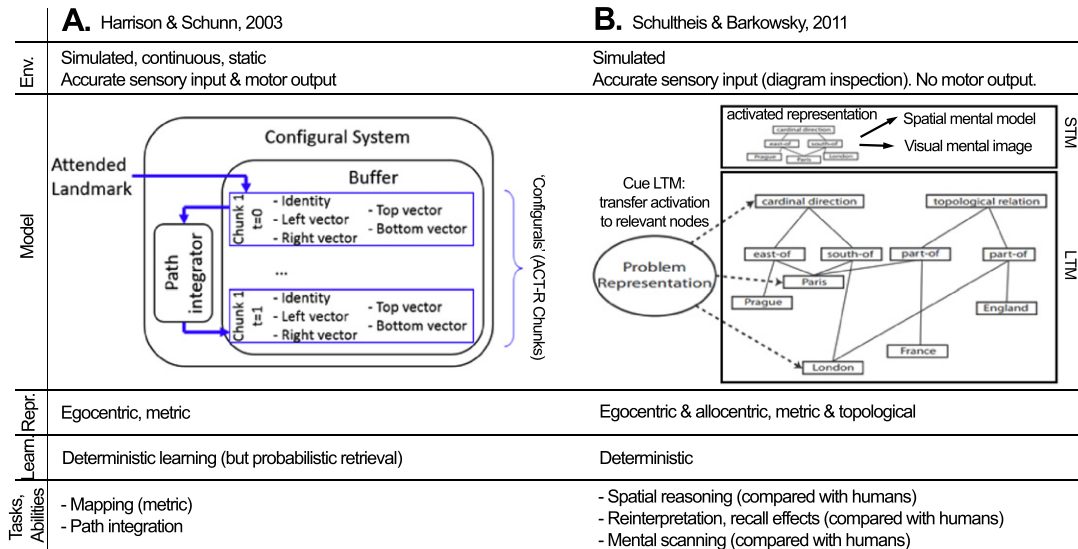 A. Harrison & Schunn, 2003
B. Schultheis & Barkowsky, 2011
Env.
Simulated, continuous, static
Accurate sensory input & motor output
Simulated
Accurate sensory input (diagram inspection). No motor output.
Model
Configural System
Attended
Landmark
Buffer
Chunk 1
t=0
- Identity
- Left vector
- Right vector
- Top vector
- Bottom vector
Path
integrator
...
Chunk 1
t=1
- Identity
- Left vector
- Right vector
- Top vector
- Bottom vector
'Configurals' (ACT-R Chunks)
activated representation
cardinal direction
east-of
south-of
Prague
Paris
London
Spatial mental model
Visual mental image
STM
Cue LTM:
transfer activation
to relevant nodes
Problem
Representation
cardinal direction
topological relation
east-of
south-of
part-of
part-of
Paris
Prague
England
France
London
LTM
Repr.
Egocentric, metric
Egocentric & allocentric, metric & topological
Learn.
Deterministic learning (but probabilistic retrieval)
Deterministic
Tasks,
Abilities
- Mapping (metric)
- Path integration
- Spatial reasoning (compared with humans)
- Reinterpretation, recall effects (compared with humans)
- Mental scanning (compared with humans)